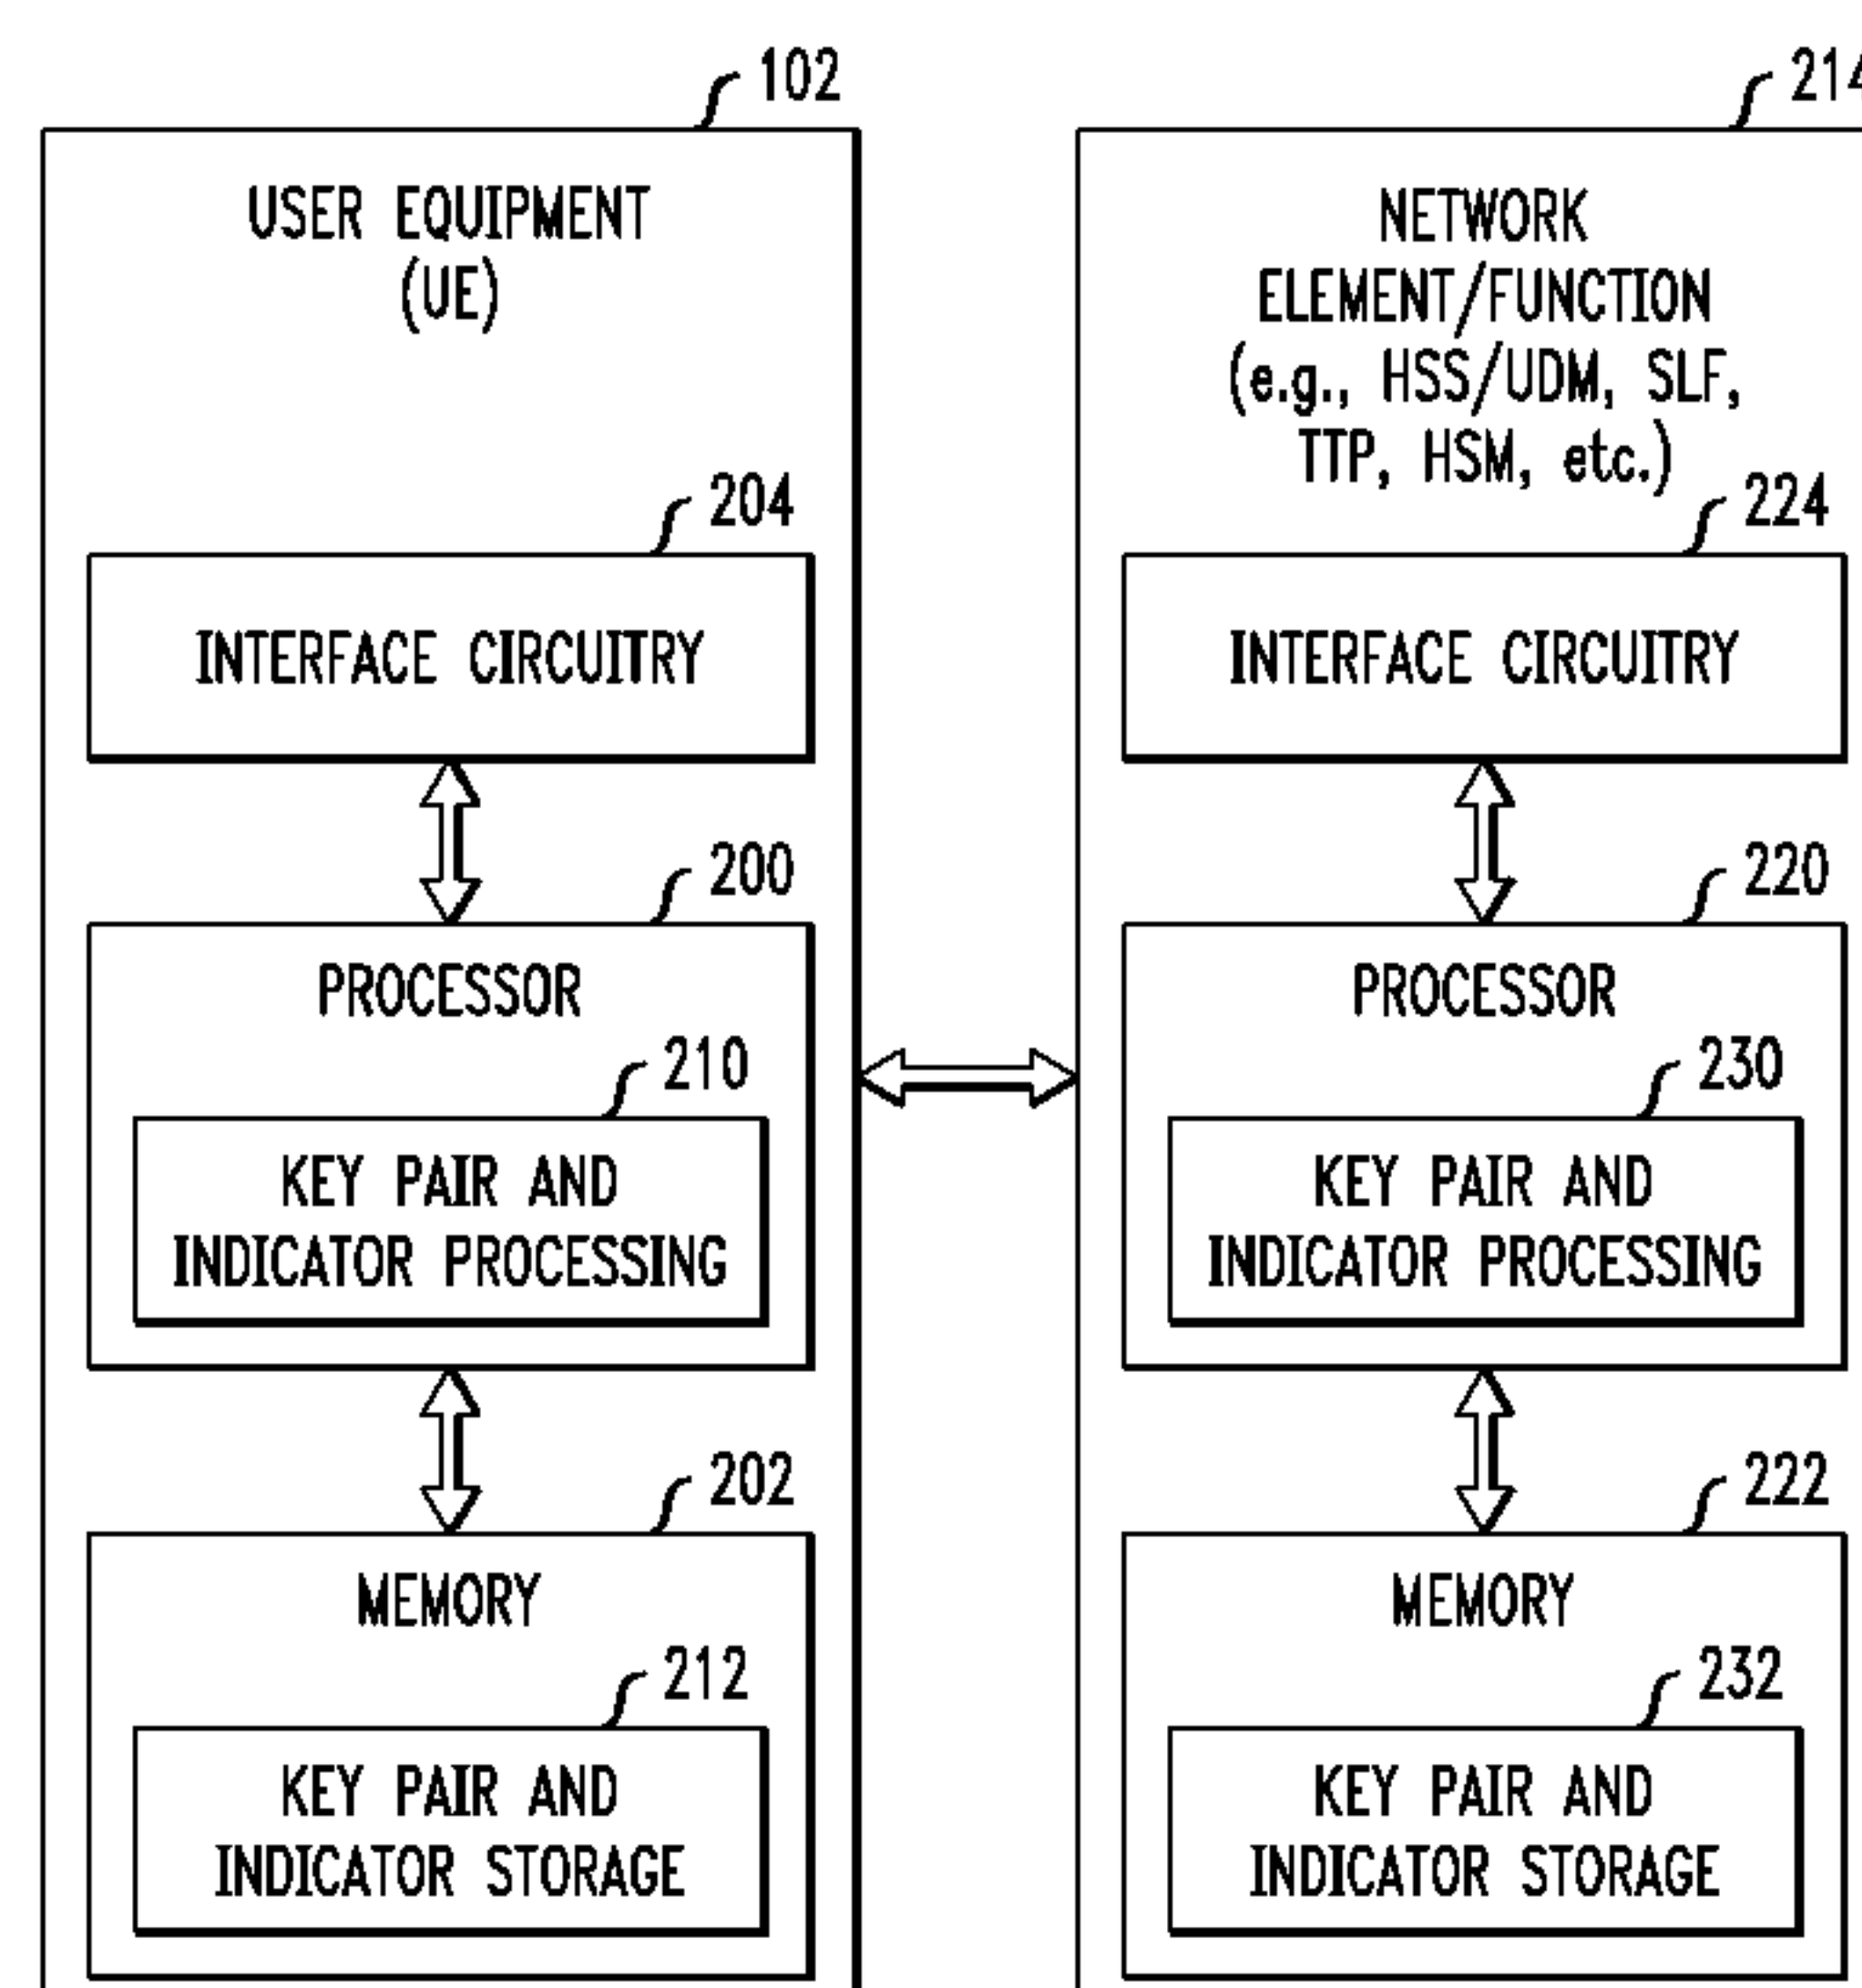 102
USER EQUIPMENT
(UE)
204
INTERFACE CIRCUITRY
200
PROCESSOR
210
KEY PAIR AND
INDICATOR PROCESSING
202
MEMORY
212
KEY PAIR AND
INDICATOR STORAGE
214
NETWORK
ELEMENT/FUNCTION
(e.g., HSS/UDM, SLF,
TTP, HSM, etc.)
224
INTERFACE CIRCUITRY
220
PROCESSOR
230
KEY PAIR AND
INDICATOR PROCESSING
222
MEMORY
232
KEY PAIR AND
INDICATOR STORAGE